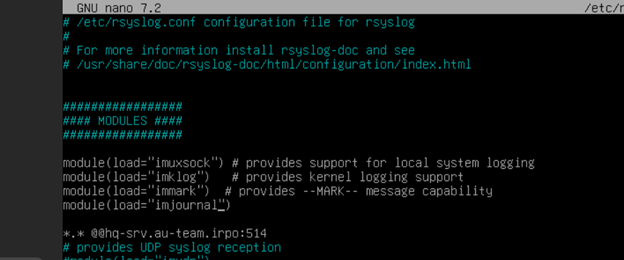 GNU nano 7.2 /etc/r
# /etc/rsyslog.conf configuration file for rsyslog
#
# For more information install rsyslog-doc and see
# /usr/share/doc/rsyslog-doc/html/configuration/index.html
#################
#### MODULES ####
#################
module(load="imuxsock") # provides support for local system logging
module(load="imklog")   # provides kernel logging support
module(load="immark")  # provides --MARK-- message capability
module(load="imjournal")
*.* @@hq-srv.au-team.irpo:514
# provides UDP syslog reception
#module(load="imudp")